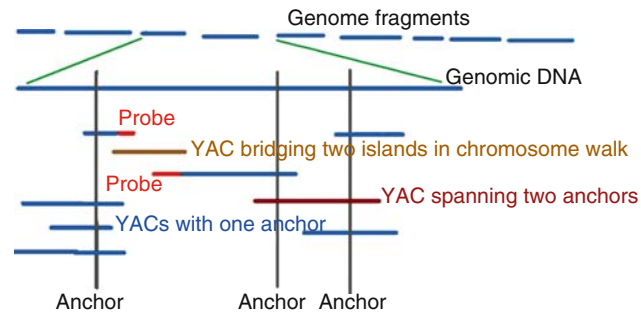 Genome fragments
Genomic DNA
Probe
YAC bridging two islands in chromosome walk
Probe
YAC spanning two anchors
YACs with one anchor
Anchor Anchor Anchor